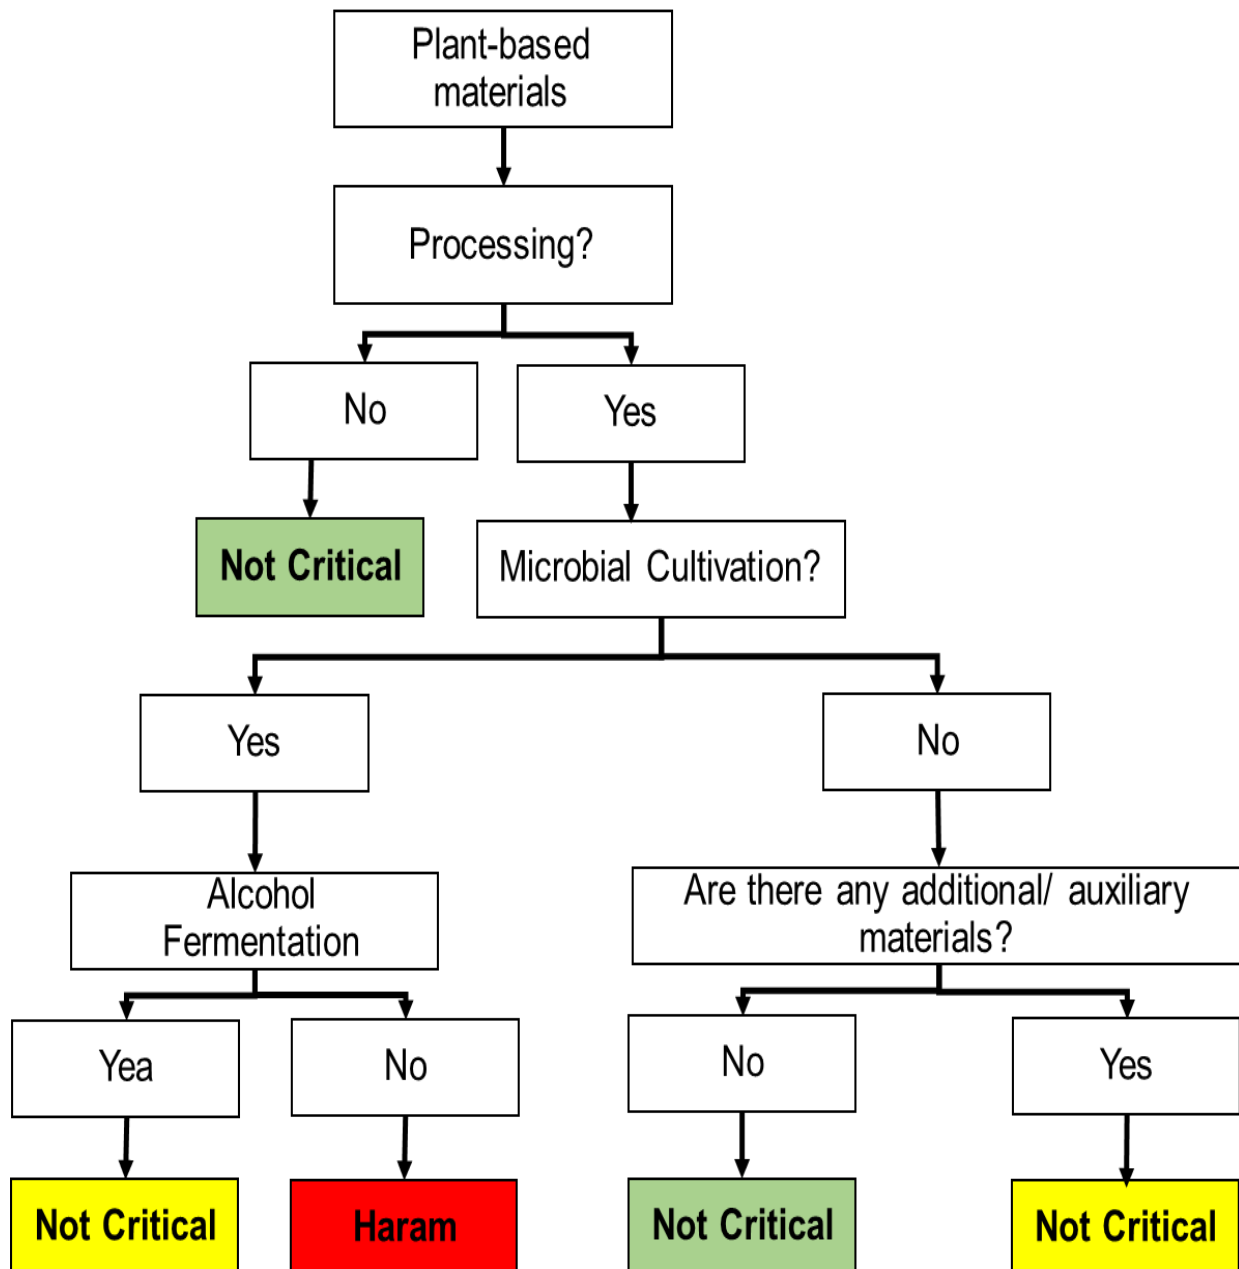 Plant-based
materials
Processing?
No
Yes
Not Critical
Microbial Cultivation?
Yes
No
Alcohol
Fermentation
Are there any additional/ auxiliary
materials?
Yea
No
No
Yes
Not Critical
Haram
Not Critical
Not Critical